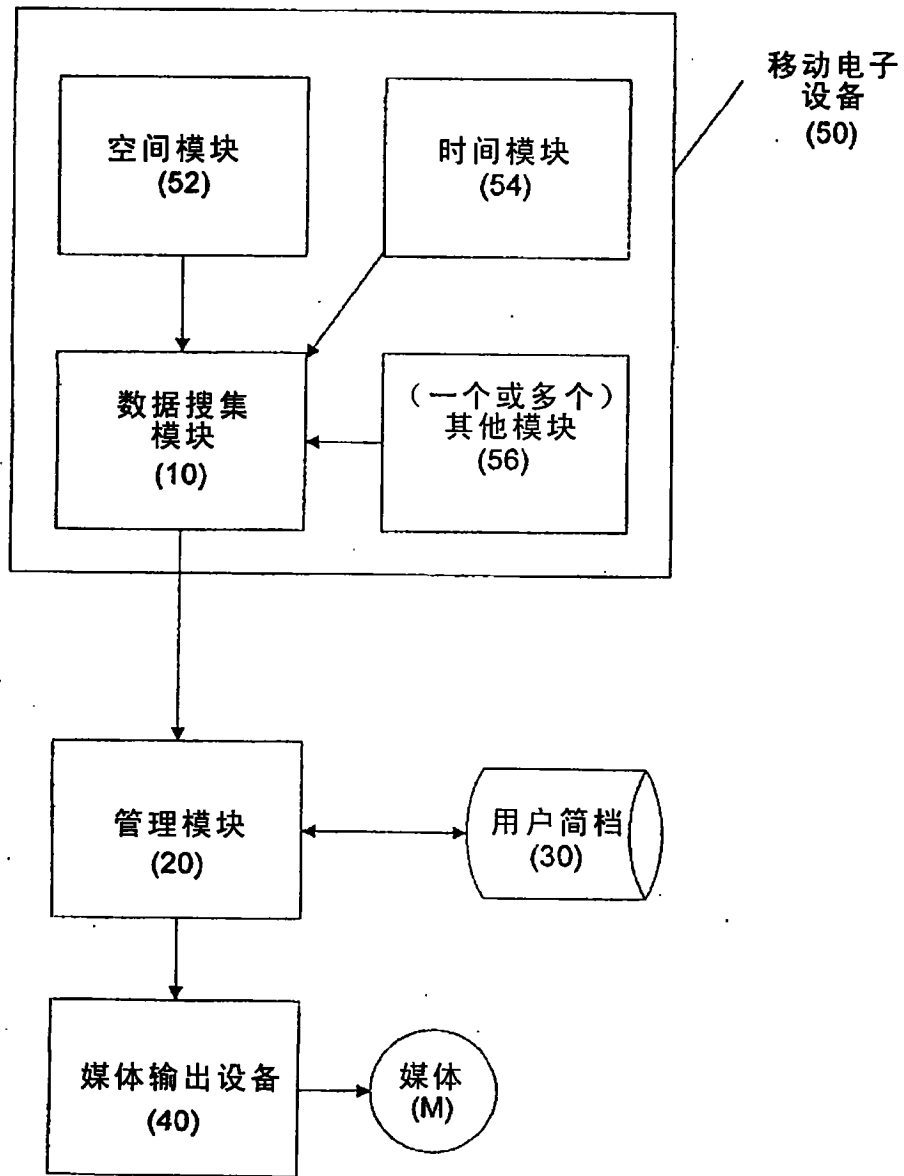 移动电子
设备
(50)
空间模块
(52)
时间模块
(54)
数据搜集
模块
(10)
（一个或多个）
其他模块
(56)
管理模块
(20)
用户简档
(30)
媒体输出设备
(40)
媒体
(M)